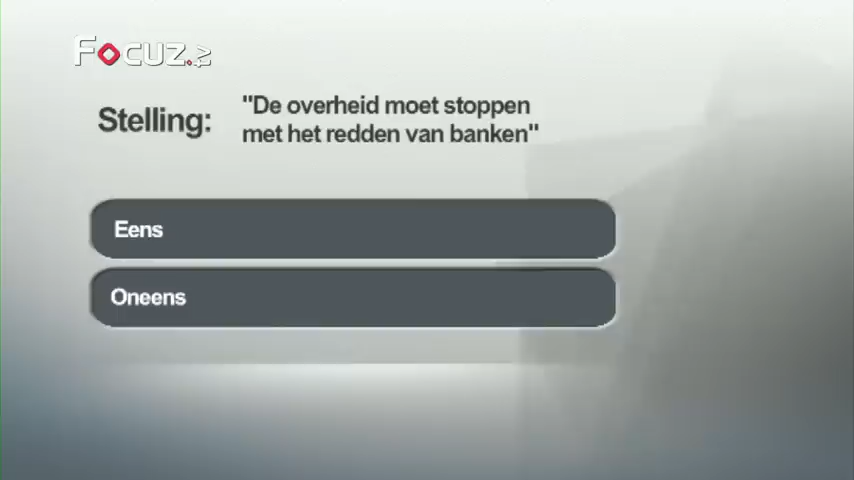 Focuz.
Stelling:
"De overheid moet stoppen
met het redden van banken"
Eens
Oneens